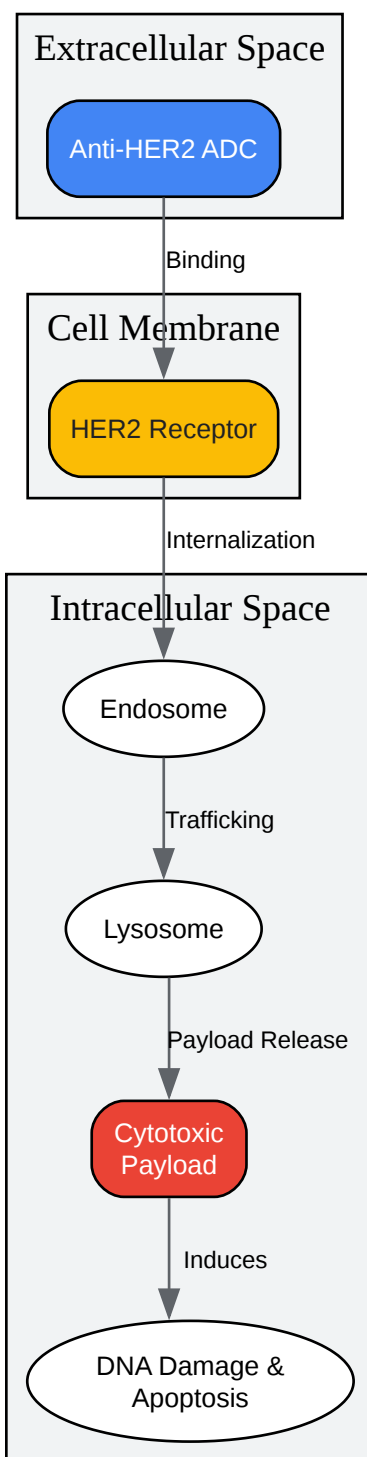 Extracellular Space
Anti-HER2 ADC
Binding
Cell Membrane
HER2 Receptor
Internalization
Intracellular Space
Endosome
Trafficking
Lysosome
Payload Release
Cytotoxic
Payload
Induces
DNA Damage &
Apoptosis